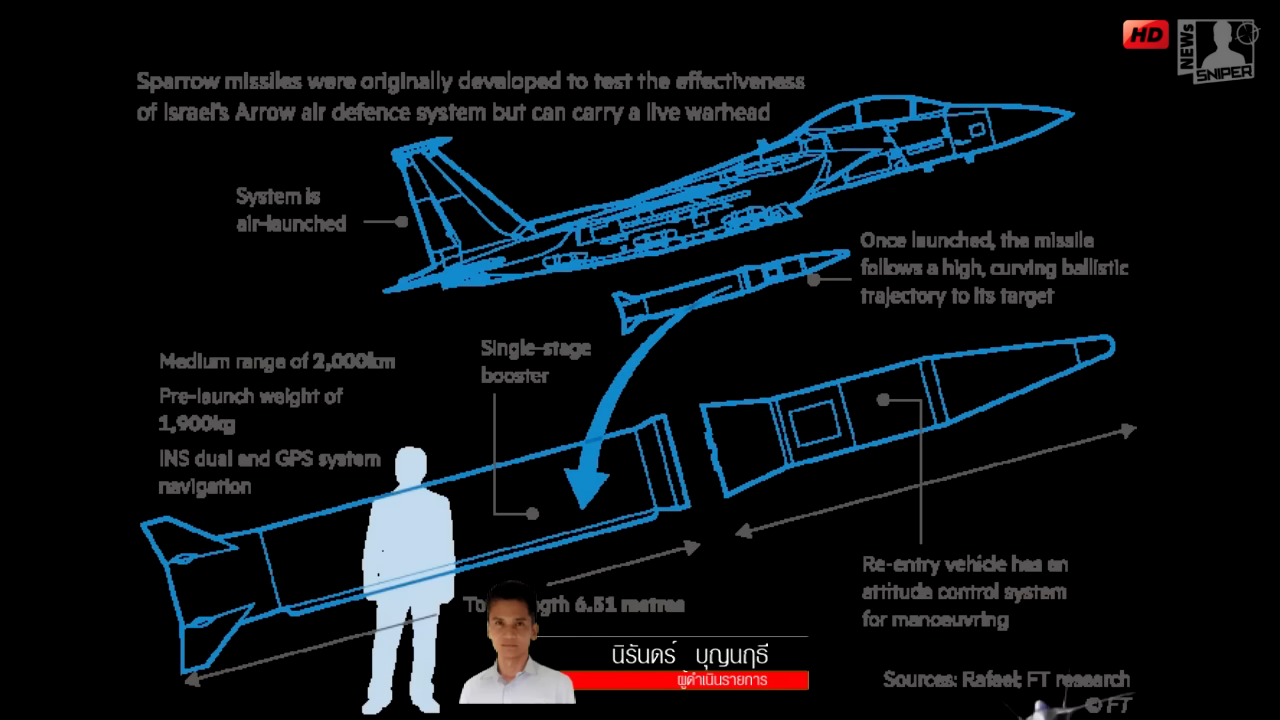 HD
NEWS
SNIPER
Sparrow missiles were originally developed to test the effectiveness
of Israel's Arrow air defence system but can carry a live warhead
System is
air-launched
Once launched, the missile
follows a high, curving ballistic
trajectory to its target
Single-stage
booster
Medium range of 2,000km
Pre-launch weight of
1,900kg
INS dual and GPS system
navigation
Re-entry vehicle has an
attitude control system
for manoeuvring
6.51 metres
นิรันดร์ บุญนฤธี
ผู้ดำเนินรายการ
Sources: Rafael; FT research
© FT